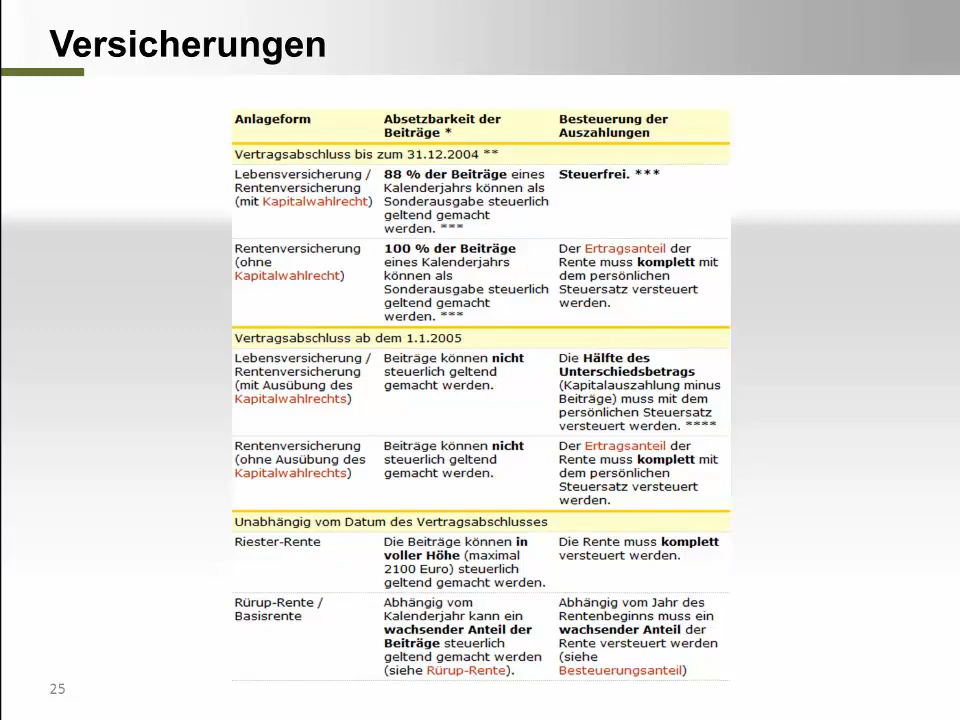 Versicherungen
Anlageform
Absetzbarkeit der
Beiträge *
Besteuerung der
Auszahlungen
Vertragsabschluss bis zum 31.12.2004 **
Lebensversicherung /
Rentenversicherung
(mit Kapitalwahlrecht)
88 % der Beiträge eines
Kalenderjahrs können als
Sonderausgabe steuerlich
geltend gemacht
werden. ***
Steuerfrei. ***
Rentenversicherung
(ohne
Kapitalwahlrecht)
100 % der Beiträge
eines Kalenderjahrs
können als
Sonderausgabe steuerlich
geltend gemacht
werden. ***
Der Ertragsanteil der
Rente muss komplett mit
dem persönlichen
Steuersatz versteuert
werden.
Vertragsabschluss ab dem 1.1.2005
Lebensversicherung /
Rentenversicherung
(mit Ausübung des
Kapitalwahlrechts)
Beiträge können nicht
steuerlich geltend
gemacht werden.
Die Hälfte des
Unterschiedsbetrags
(Kapitalauszahlung minus
Beiträge) muss mit dem
persönlichen Steuersatz
versteuert werden. ****
Rentenversicherung
(ohne Ausübung des
Kapitalwahlrechts)
Beiträge können nicht
steuerlich geltend
gemacht werden.
Der Ertragsanteil der
Rente muss komplett mit
dem persönlichen
Steuersatz versteuert
werden.
Unabhängig vom Datum des Vertragsabschlusses
Riester-Rente
Die Beiträge können in
voller Höhe (maximal
2100 Euro) steuerlich
geltend gemacht werden.
Die Rente muss komplett
versteuert werden.
Rürup-Rente /
Basisrente
Abhängig vom
Kalenderjahr kann ein
wachsender Anteil der
Beiträge steuerlich
geltend gemacht werden
(siehe Rürup-Rente).
Abhängig vom Jahr des
Rentenbeginns muss ein
wachsender Anteil der
Rente versteuert werden
(siehe
Besteuerungsanteil)
25